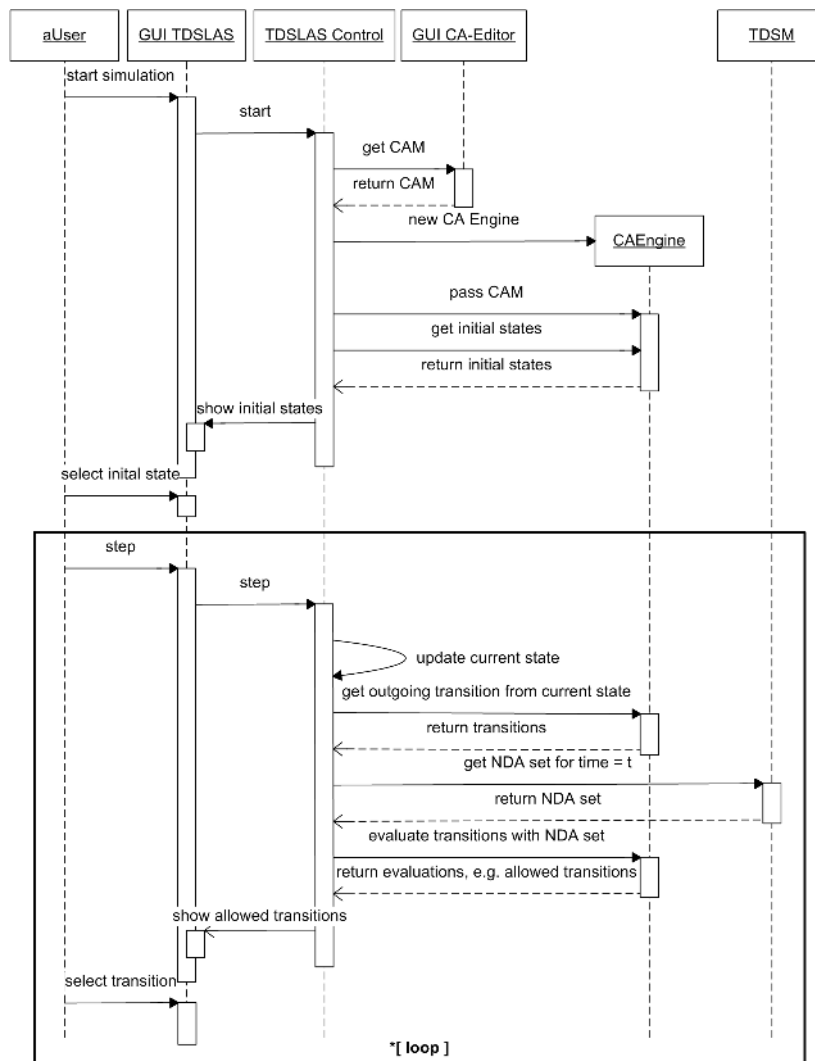 aUser
GUI TDSLAS
TDSLAS Control
GUI CA-Editor
TDSM
start simulation
start
get CAM
return CAM
new CA Engine
CAEngine
pass CAM
get initial states
return initial states
show initial states
select inital state
step
step
update current state
get outgoing transition from current state
return transitions
get NDA set for time = t
return NDA set
evaluate transitions with NDA set
return evaluations, e.g. allowed transitions
show allowed transitions
select transition
*[ loop ]